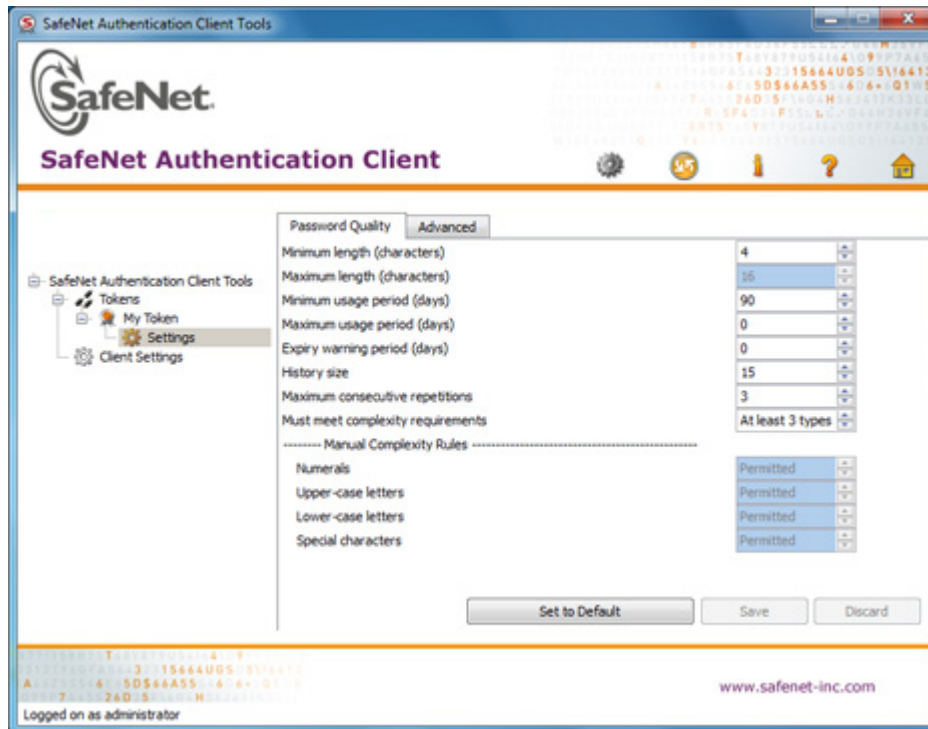 SafeNet Authentication Client Tools
SafeNet.
SafeNet Authentication Client
Password Quality
Advanced
SafeNet Authentication Client Tools
Tokens
My Token
Settings
Client Settings
Minimum length (characters) 4
Maximum length (characters) 16
Minimum usage period (days) 90
Maximum usage period (days) 0
Expiry warning period (days) 0
History size 15
Maximum consecutive repetitions 3
Must meet complexity requirements At least 3 types
-------- Manual Complexity Rules --------
Numerals Permitted
Upper-case letters Permitted
Lower-case letters Permitted
Special characters Permitted
Set to Default
Save
Discard
www.safenet-inc.com
Logged on as administrator